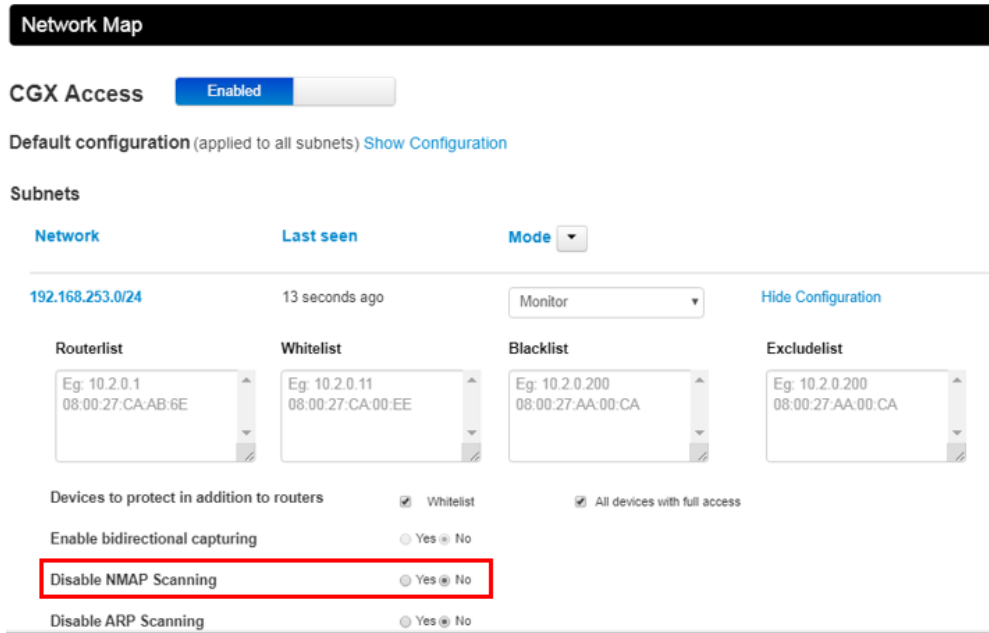 Network Map
CGX Access Enabled
Default configuration (applied to all subnets) Show Configuration
Subnets
Network Last seen Mode
192.168.253.0/24 13 seconds ago Monitor Hide Configuration
Routerlist Whitelist Blacklist Excludelist
Eg: 10.2.0.1 Eg: 10.2.0.11 Eg: 10.2.0.200 Eg: 10.2.0.200
08:00:27:CA:AB:6E 08:00:27:CA:00:EE 08:00:27:AA:00:CA 08:00:27:AA:00:CA
Devices to protect in addition to routers Whitelist All devices with full access
Enable bidirectional capturing Yes No
Disable NMAP Scanning Yes No
Disable ARP Scanning Yes No